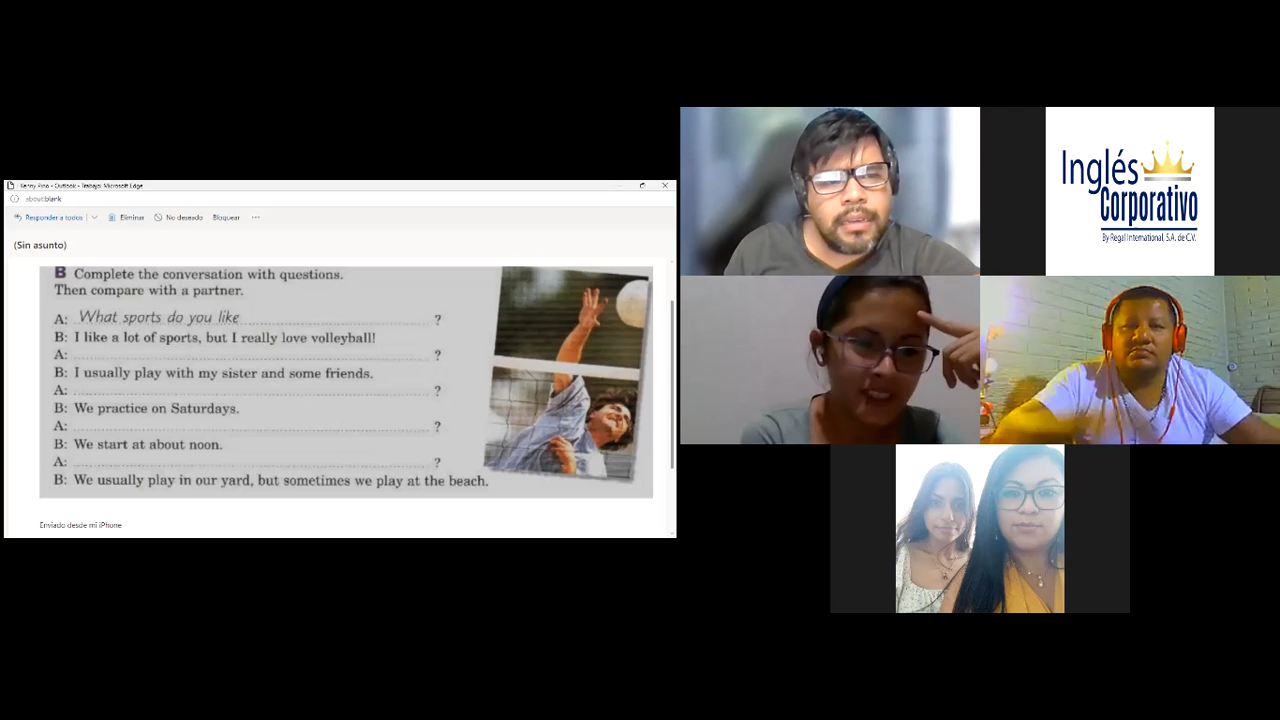 Kenny Pino - Outlook - Trabajo: Microsoft Edge
about:blank
Responder a todos
Eliminar
No deseado
Bloquear
(Sin asunto)
B Complete the conversation with questions.
Then compare with a partner.
A: What sports do you like ?
B: I like a lot of sports, but I really love volleyball!
A: ?
B: I usually play with my sister and some friends.
A: ?
B: We practice on Saturdays.
A: ?
B: We start at about noon.
A: ?
B: We usually play in our yard, but sometimes we play at the beach.
Enviado desde mi iPhone
Inglés
Corporativo
By Regal International, S.A. de C.V.